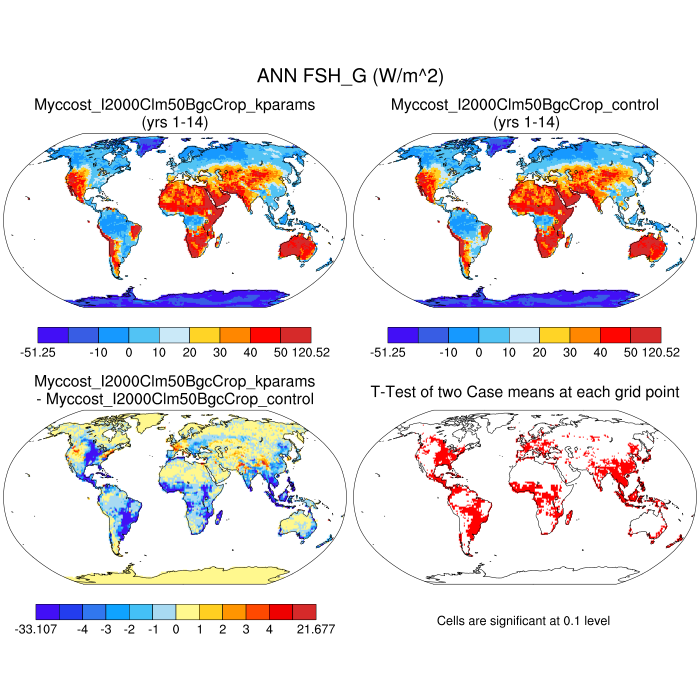 ANN FSH_G (W/m^2)
Myccost_I2000Clm50BgcCrop_kparams
(yrs 1-14)
Myccost_I2000Clm50BgcCrop_control
(yrs 1-14)
-51.25 -10 0 10 20 30 40 50 120.52
-51.25 -10 0 10 20 30 40 50 120.52
Myccost_I2000Clm50BgcCrop_kparams
- Myccost_I2000Clm50BgcCrop_control
T-Test of two Case means at each grid point
-33.107 -4 -3 -2 -1 0 1 2 3 4 21.677
Cells are significant at 0.1 level